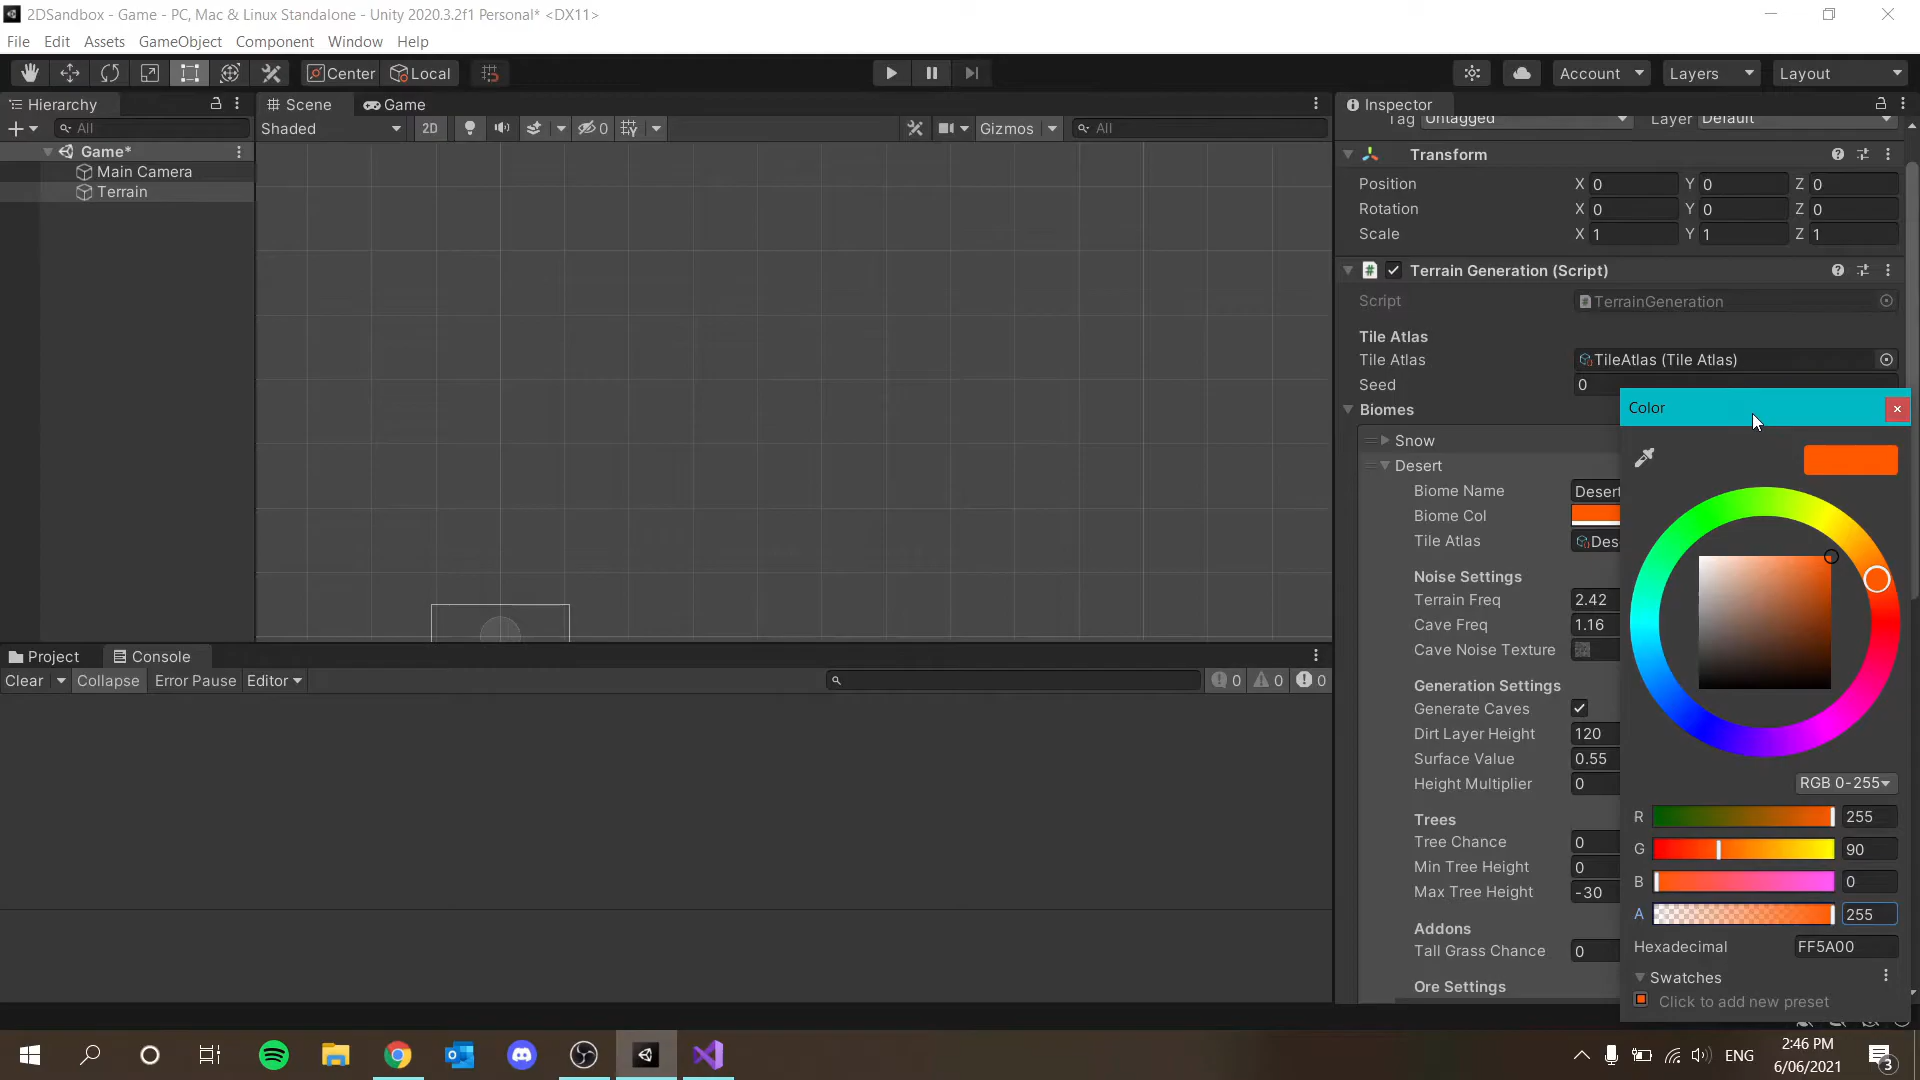 2DSandbox - Game - PC, Mac & Linux Standalone - Unity 2020.3.2f1 Personal* <DX11>
File Edit Assets GameObject Component Window Help
Center Local Account Layers Layout
Hierarchy Scene Game Inspector
All Shaded 2D 0 Gizmos All Tag Untagged Layer Default
Game*
Main Camera
Terrain
Transform
Position X 0 Y 0 Z 0
Rotation X 0 Y 0 Z 0
Scale X 1 Y 1 Z 1
Terrain Generation (Script)
Script TerrainGeneration
Tile Atlas
Tile Atlas TileAtlas (Tile Atlas)
Seed 0
Biomes
Snow
Desert
Biome Name Desert
Biome Col
Tile Atlas Des
Noise Settings
Terrain Freq 2.42
Cave Freq 1.16
Cave Noise Texture
Generation Settings
Generate Caves
Dirt Layer Height 120
Surface Value 0.55
Height Multiplier 0
Trees
Tree Chance 0
Min Tree Height 0
Max Tree Height -30
Addons
Tall Grass Chance 0
Ore Settings
Color
RGB 0-255
R 255
G 90
B 0
A 255
Hexadecimal FF5A00
Swatches
Click to add new preset
Project Console
Clear Collapse Error Pause Editor 0 0 0
ENG
2:46 PM
6/06/2021
3